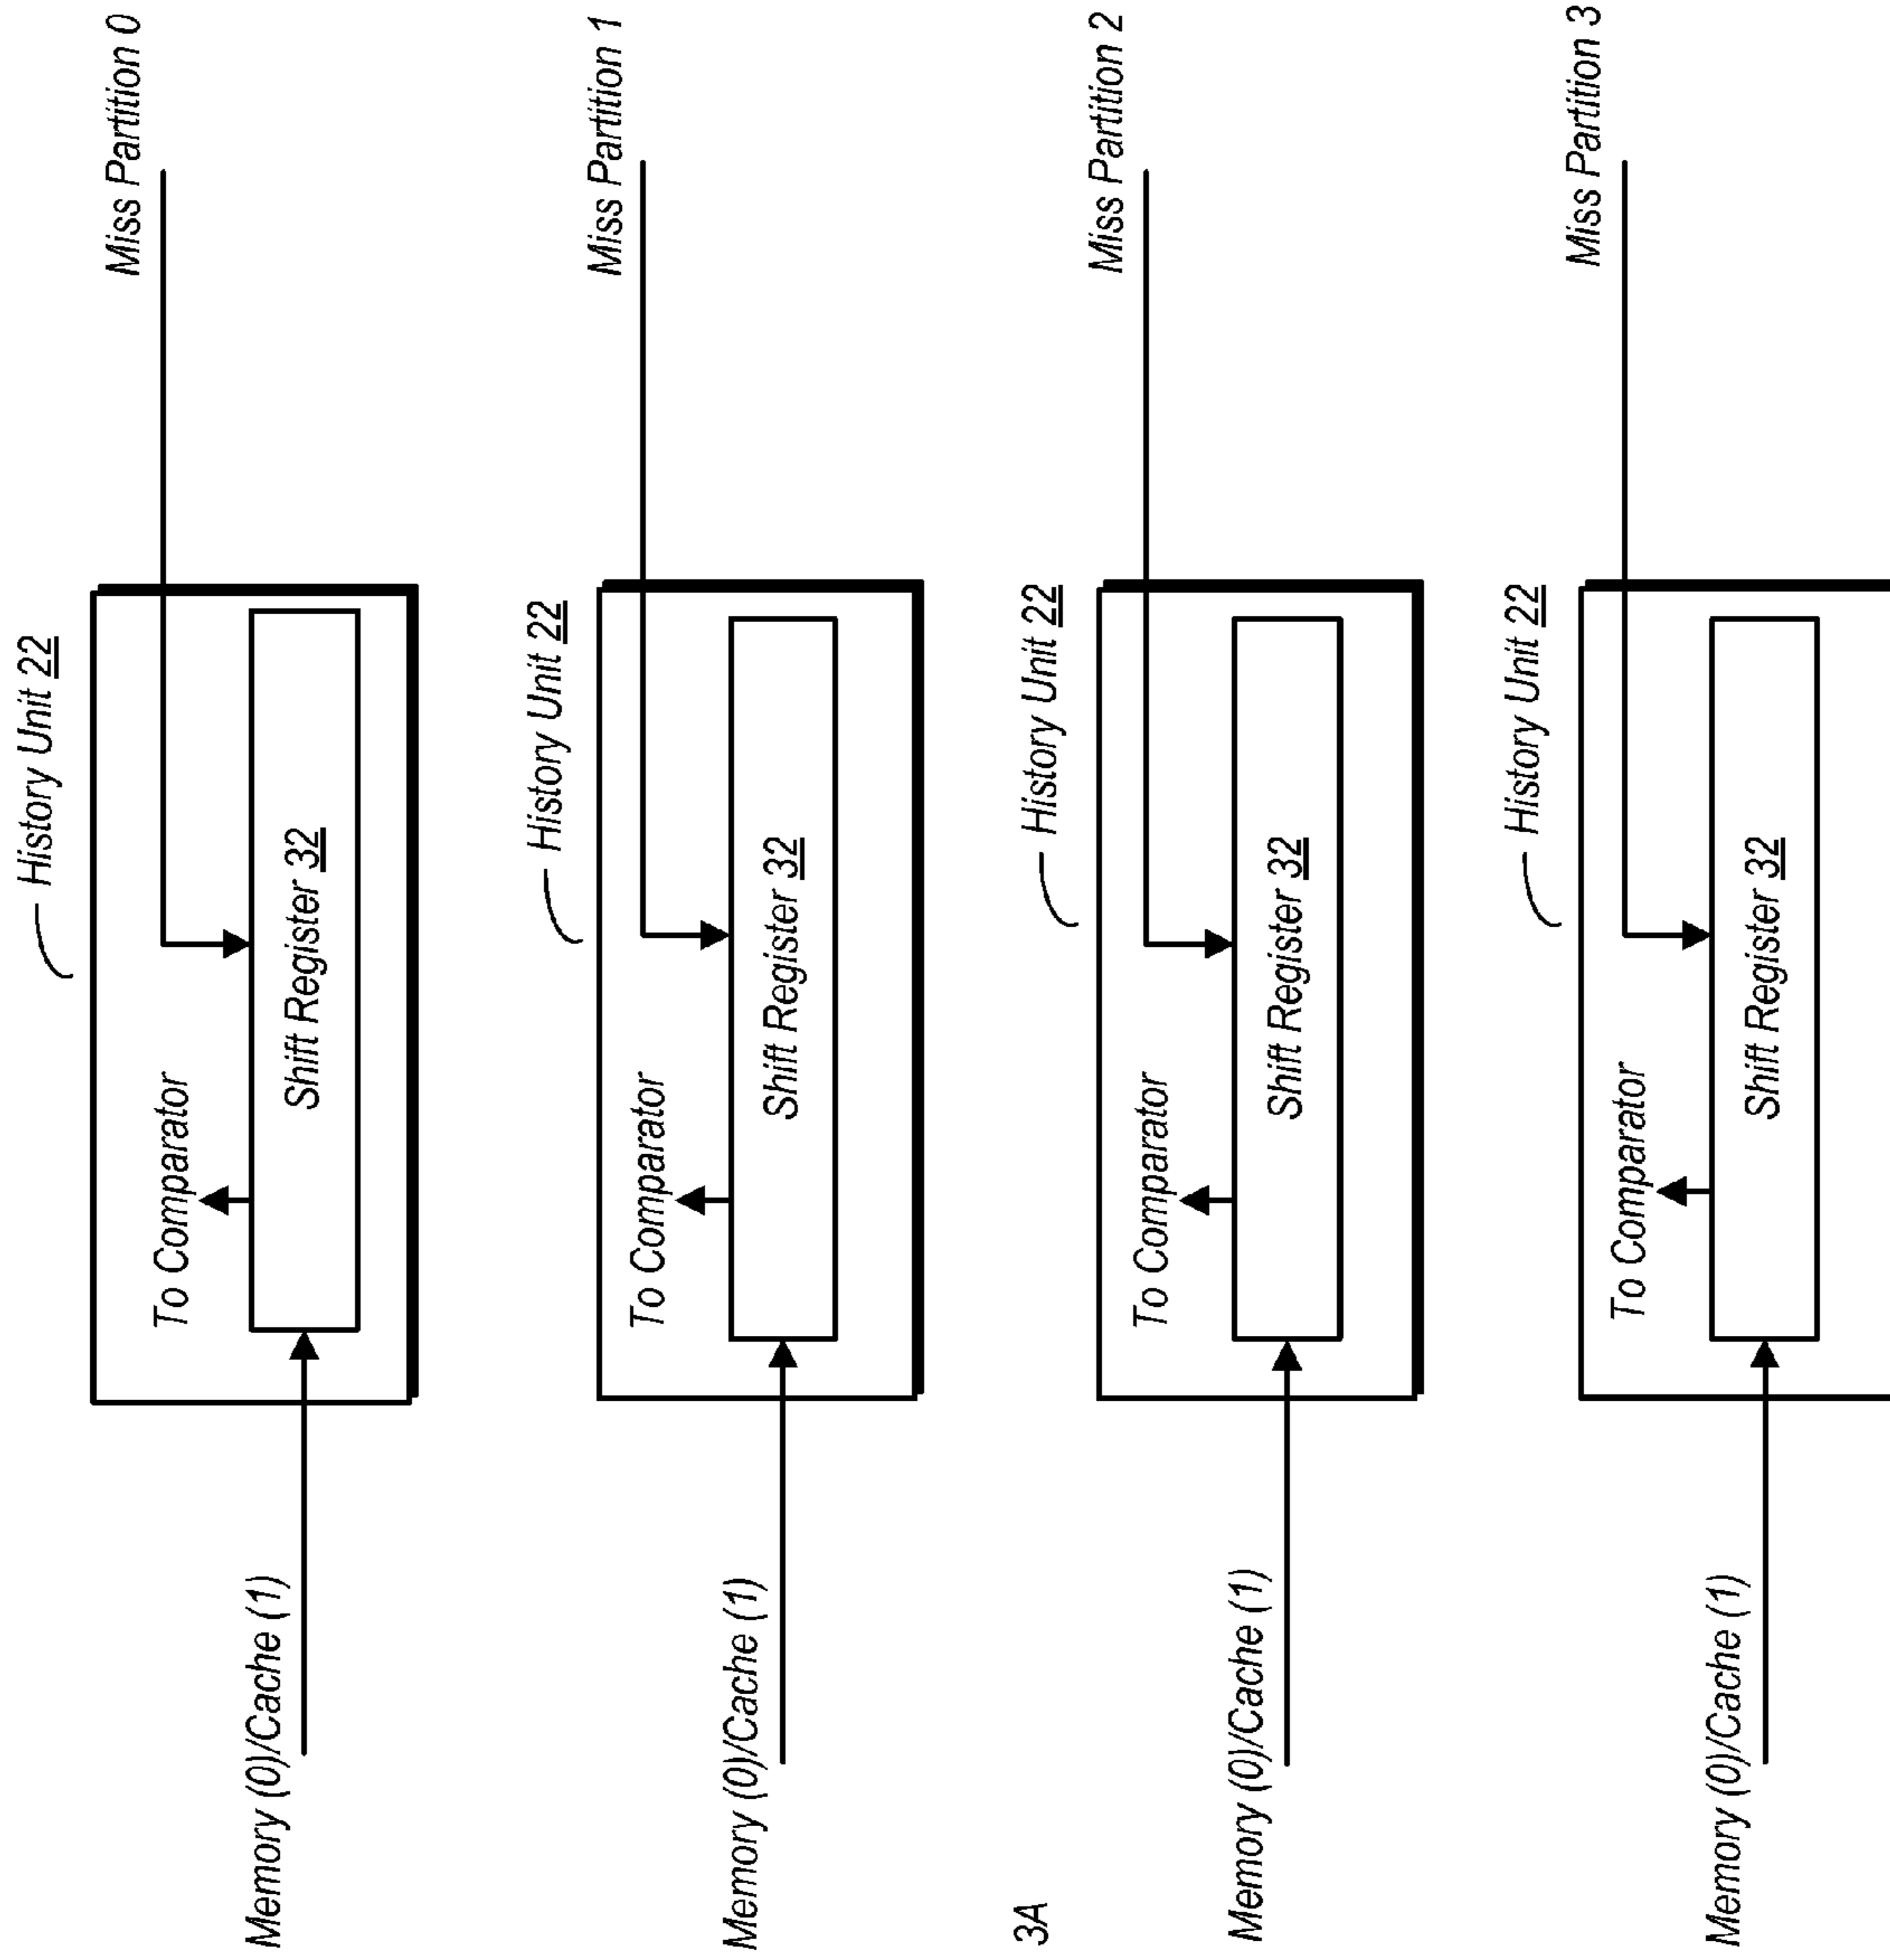 History Unit 22
Miss Partition 0
To Comparator
Shift Register 32
Memory (0)/Cache (1)
History Unit 22
Miss Partition 1
To Comparator
Shift Register 32
Memory (0)/Cache (1)
3A
History Unit 22
Miss Partition 2
To Comparator
Shift Register 32
Memory (0)/Cache (1)
History Unit 22
Miss Partition 3
To Comparator
Shift Register 32
Memory (0)/Cache (1)